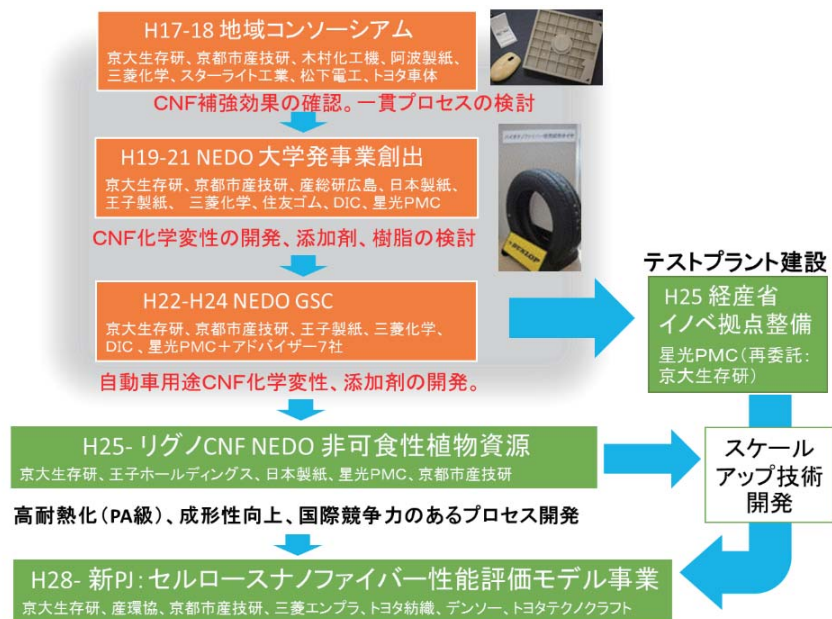 H17-18 地域コンソーシアム
京大生存研、京都市産技研、木村化工機、阿波製紙、
三菱化学、スターライト工業、松下電工、トヨタ車体
CNF補強効果の確認。一貫プロセスの検討
H19-21 NEDO 大学発事業創出
京大生存研、京都市産技研、産総研広島、日本製紙、
王子製紙、 三菱化学、住友ゴム、DIC、星光PMC
DUNLOP
CNF化学変性の開発、添加剤、樹脂の検討
H22-H24 NEDO GSC
京大生存研、京都市産技研、王子製紙、三菱化学、
DIC 、星光PMC＋アドバイザー7社
自動車用途CNF化学変性、添加剤の開発。
テストプラント建設
H25 経産省
イノベ拠点整備
星光PMC（再委託：
京大生存研）
H25- リグノCNF NEDO 非可食性植物資源
京大生存研、王子ホールディングス、日本製紙、星光PMC、京都市産技研
スケール
アップ技術
開発
高耐熱化（PA級）、成形性向上、国際競争力のあるプロセス開発
H28- 新PJ：セルロースナノファイバー性能評価モデル事業
京大生存研、産環協、京都市産技研、三菱エンプラ、トヨタ紡織、デンソー、トヨタテクノクラフト